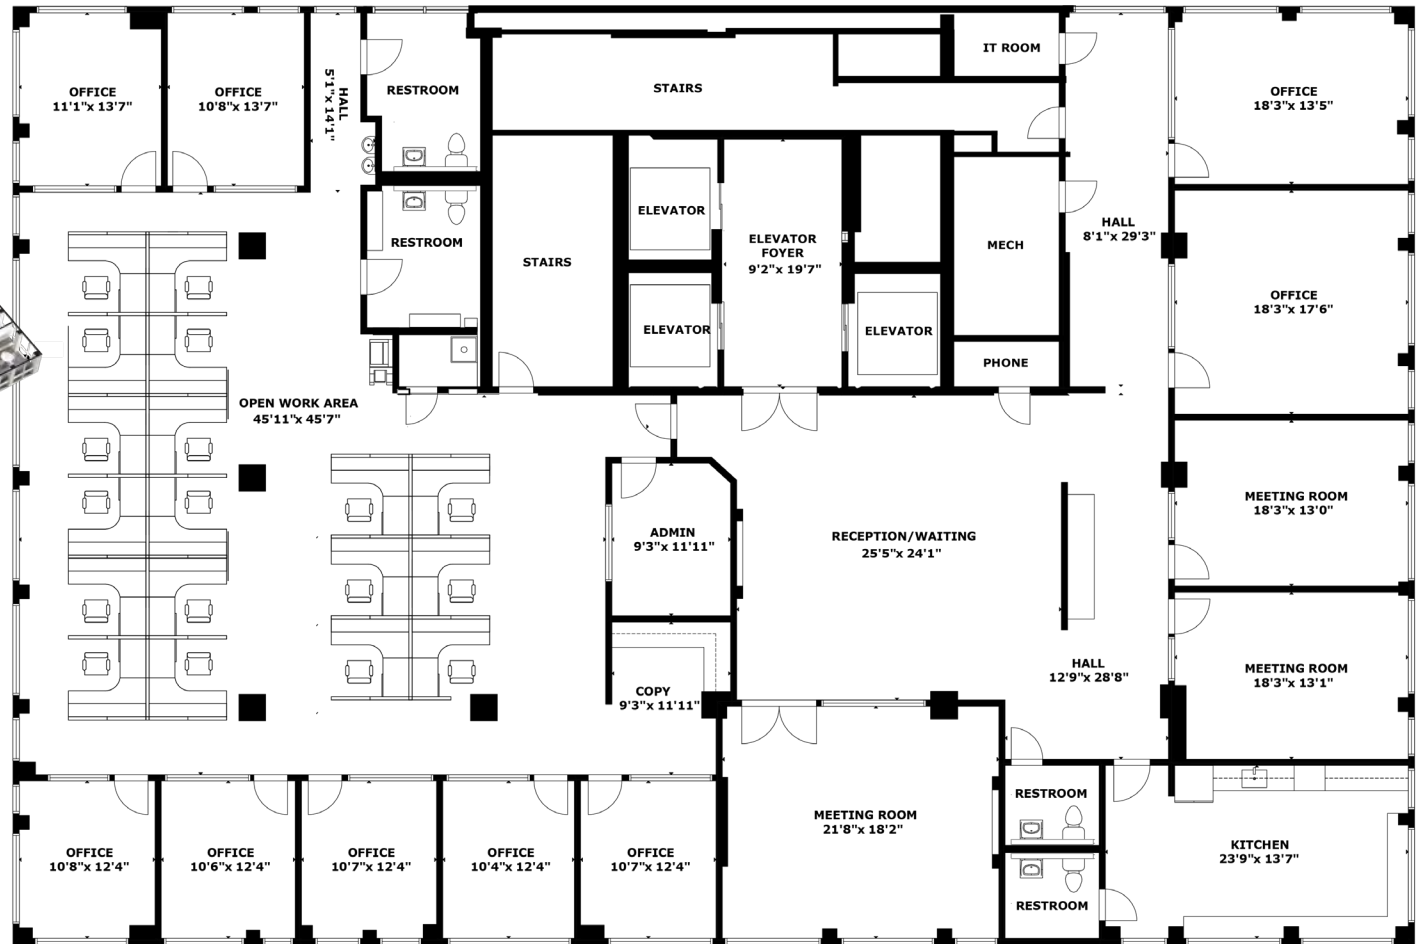 OFFICE
11'1"x 13'7"
OFFICE
10'8"x 13'7"
HALL
5'1"x 14'1"
RESTROOM
STAIRS
IT ROOM
OFFICE
18'3"x 13'5"
RESTROOM
STAIRS
ELEVATOR
ELEVATOR
FOYER
9'2"x 19'7"
MECH
HALL
8'1"x 29'3"
OFFICE
18'3"x 17'6"
ELEVATOR
ELEVATOR
PHONE
OPEN WORK AREA
45'11"x 45'7"
ADMIN
9'3"x 11'11"
RECEPTION/WAITING
25'5"x 24'1"
MEETING ROOM
18'3"x 13'0"
COPY
9'3"x 11'11"
HALL
12'9"x 28'8"
MEETING ROOM
18'3"x 13'1"
OFFICE
10'8"x 12'4"
OFFICE
10'6"x 12'4"
OFFICE
10'7"x 12'4"
OFFICE
10'4"x 12'4"
OFFICE
10'7"x 12'4"
MEETING ROOM
21'8"x 18'2"
RESTROOM
RESTROOM
KITCHEN
23'9"x 13'7"